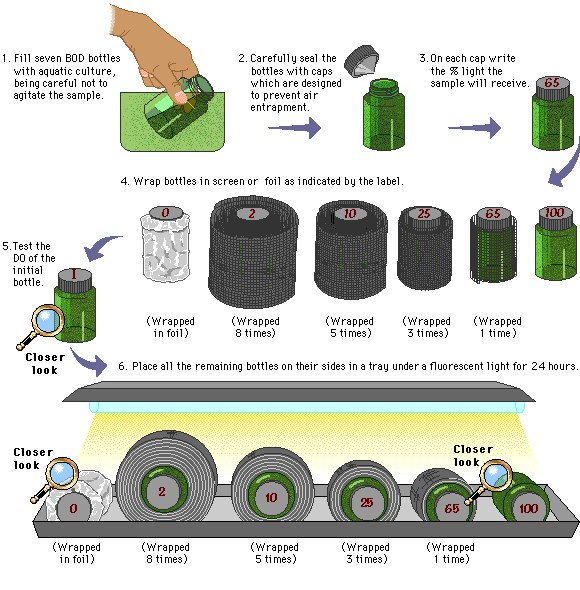 1. Fill seven BOD bottles
with aquatic culture,
being careful not to
agitate the sample.
2. Carefully seal the
bottles with caps
which are designed
to prevent air
entrapment.
3. On each cap write
the % light the
sample will receive.
65
4. Wrap bottles in screen or foil as indicated by the label.
0
2
10
25
65
100
(Wrapped
in foil)
(Wrapped
8 times)
(Wrapped
5 times)
(Wrapped
3 times)
(Wrapped
1 time)
5. Test the
DO of the
initial
bottle.
I
Closer
look
6. Place all the remaining bottles on their sides in a tray under a fluorescent light for 24 hours.
Closer
look
Closer
look
0
2
10
25
65
100
(Wrapped
in foil)
(Wrapped
8 times)
(Wrapped
5 times)
(Wrapped
3 times)
(Wrapped
1 time)